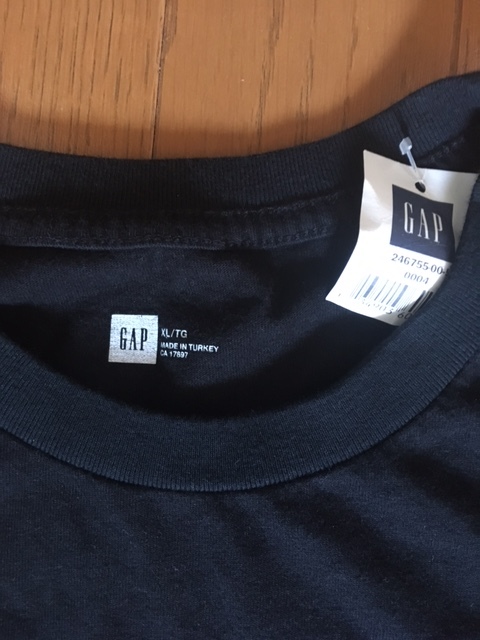 GAP
246755-00
0004
GAP
XL/TG
MADE IN TURKEY
CA 17897